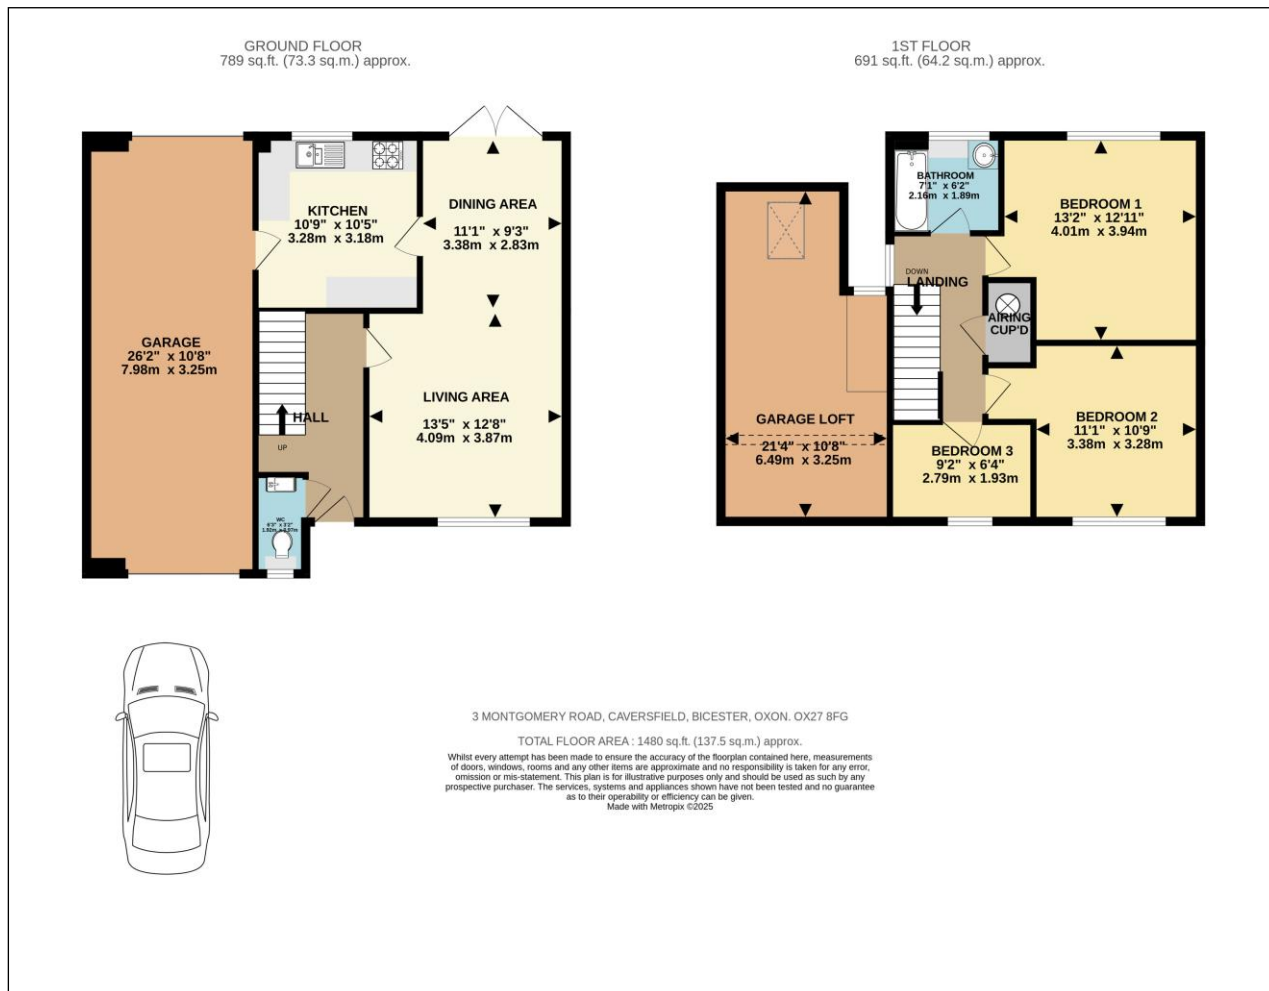 GROUND FLOOR
789 sq.ft. (73.3 sq.m.) approx.
KITCHEN
10'9" x 10'5"
3.28m x 3.18m
DINING AREA
11'1" x 9'3"
3.38m x 2.83m
GARAGE
26'2" x 10'8"
7.98m x 3.25m
HALL
UP
LIVING AREA
13'5" x 12'8"
4.09m x 3.87m
WC
1ST FLOOR
691 sq.ft. (64.2 sq.m.) approx.
BATHROOM
7'1" x 6'2"
2.16m x 1.89m
BEDROOM 1
13'2" x 12'11"
4.01m x 3.94m
DOWN
LANDING
AIRING
CUP'D
GARAGE LOFT
21'4" x 10'8"
6.49m x 3.25m
BEDROOM 2
11'1" x 10'9"
3.38m x 3.28m
BEDROOM 3
9'2" x 6'4"
2.79m x 1.93m
3 MONTGOMERY ROAD, CAVERSFIELD, BICESTER, OXON. OX27 8FG
TOTAL FLOOR AREA : 1480 sq.ft. (137.5 sq.m.) approx.
Whilst every attempt has been made to ensure the accuracy of the floorplan contained here, measurements
of doors, windows, rooms and any other items are approximate and no responsibility is taken for any error,
omission or mis-statement. This plan is for illustrative purposes only and should be used as such by any
prospective purchaser. The services, systems and appliances shown have not been tested and no guarantee
as to their operability or efficiency can be given.
Made with Metropix ©2025